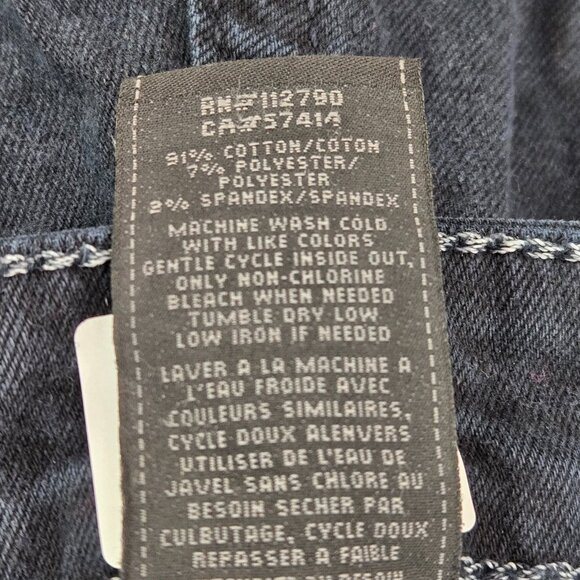 RN#112790
CA#57414
91% COTTON/COTON
7% POLYESTER/
POLYESTER
2% SPANDEX/SPANDEX
MACHINE WASH COLD
WITH LIKE COLORS
GENTLE CYCLE INSIDE OUT,
ONLY NON-CHLORINE
BLEACH WHEN NEEDED
TUMBLE DRY LOW
LOW IRON IF NEEDED
LAVER A LA MACHINE A
L'EAU FROIDE AVEC
COULEURS SIMILAIRES,
CYCLE DOUX ALENVERS
UTILISER DE L'EAU DE
JAVEL SANS CHLORE AU
BESOIN SECHER PAR
CULBUTAGE, CYCLE DOUX
REPASSER A FAIBLE